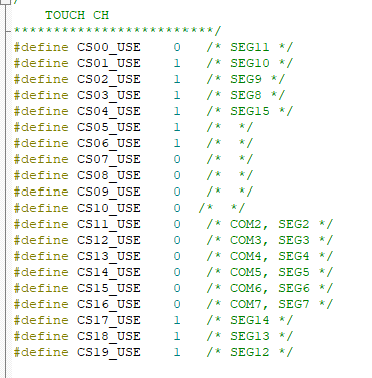 /
TOUCH CH
*************************/
#define CS00_USE 0 /* SEG11 */
#define CS01_USE 1 /* SEG10 */
#define CS02_USE 1 /* SEG9 */
#define CS03_USE 1 /* SEG8 */
#define CS04_USE 1 /* SEG15 */
#define CS05_USE 1 /* */
#define CS06_USE 1 /* */
#define CS07_USE 0 /* */
#define CS08_USE 0 /* */
#define CS09_USE 0 /* */
#define CS10_USE 0 /* */
#define CS11_USE 0 /* COM2, SEG2 */
#define CS12_USE 0 /* COM3, SEG3 */
#define CS13_USE 0 /* COM4, SEG4 */
#define CS14_USE 0 /* COM5, SEG5 */
#define CS15_USE 0 /* COM6, SEG6 */
#define CS16_USE 0 /* COM7, SEG7 */
#define CS17_USE 1 /* SEG14 */
#define CS18_USE 1 /* SEG13 */
#define CS19_USE 1 /* SEG12 */